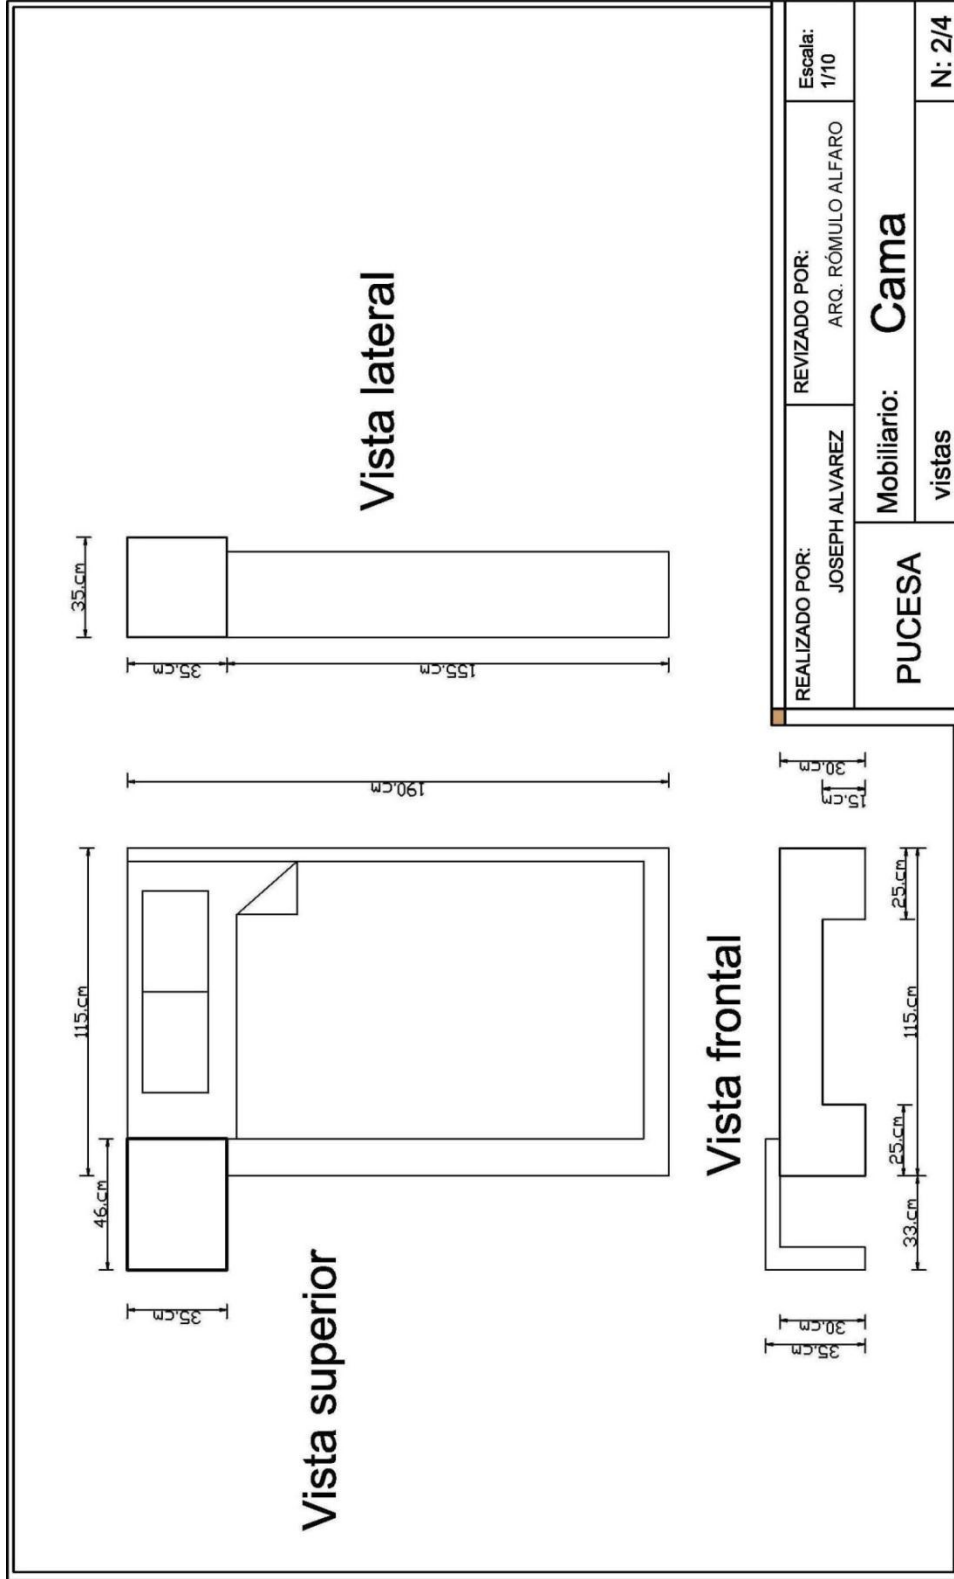 46.cm
115.cm
35.cm
190.cm
Vista superior
35.cm
35.cm
155.cm
Vista lateral
Vista frontal
35.cm
30.cm
33.cm
25.cm
115.cm
25.cm
30.cm
15.cm
REALIZADO POR:
JOSEPH ALVAREZ
REVIZADO POR:
ARQ. RÓMULO ALFARO
Escala:
1/10
PUCESA
Mobiliario: Cama
vistas
N: 2/4